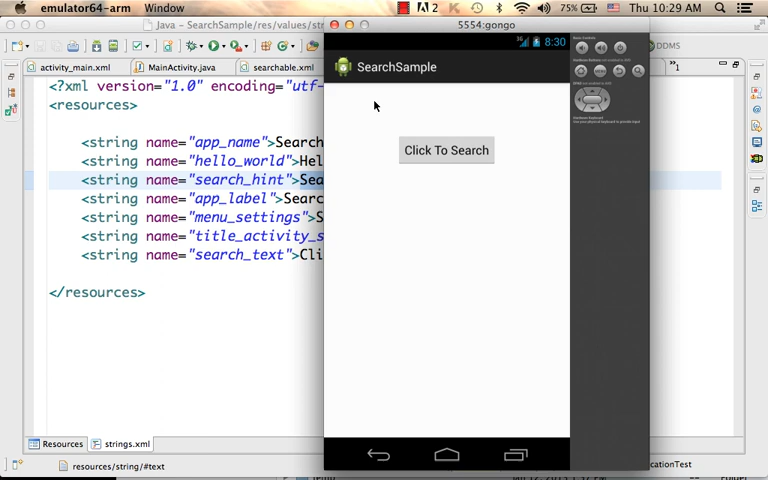 emulator64-arm Window
2 75% Thu 10:29 AM
Java – SearchSample/res/values/str
5554:gongo
activity_main.xml MainActivity.java searchable.xml
DDMS
3G 8:30
SearchSample
Click To Search
<?xml version="1.0" encoding="utf-
<resources>
<string name="app_name">Search
<string name="hello_world">Hel
<string name="search_hint">Sea
<string name="app_label">Searc
<string name="menu_settings">S
<string name="title_activity_s
<string name="search_text">Cli
</resources>
Resources strings.xml
resources/string/#text
cationTest